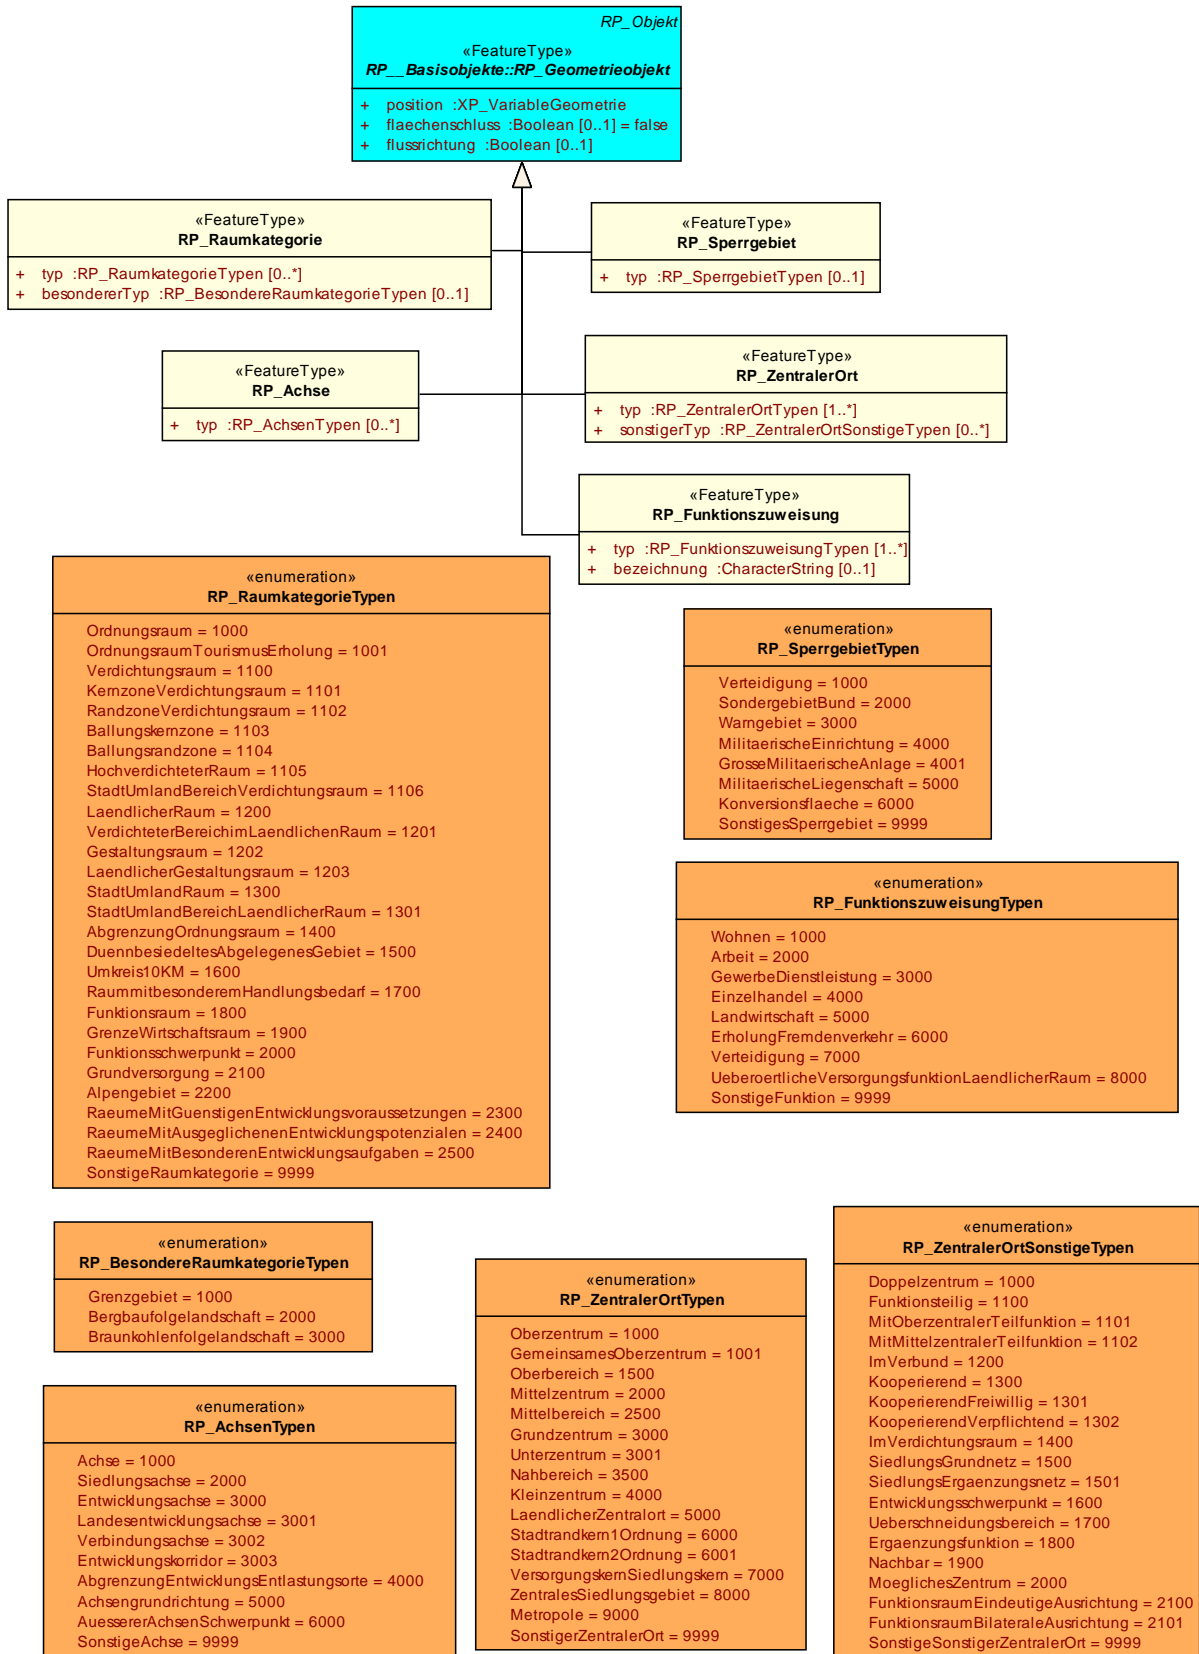 RP_Objekt
«FeatureType»
RP__Basisobjekte::RP_Geometrieobjekt
+ position :XP_VariableGeometrie
+ flaechenschluss :Boolean [0..1] = false
+ flussrichtung :Boolean [0..1]
«FeatureType»
RP_Raumkategorie
+ typ :RP_RaumkategorieTypen [0..*]
+ besondererTyp :RP_BesondereRaumkategorieTypen [0..1]
«FeatureType»
RP_Sperrgebiet
+ typ :RP_SperrgebietTypen [0..1]
«FeatureType»
RP_Achse
+ typ :RP_AchsenTypen [0..*]
«FeatureType»
RP_ZentralerOrt
+ typ :RP_ZentralerOrtTypen [1..*]
+ sonstigerTyp :RP_ZentralerOrtSonstigeTypen [0..*]
«FeatureType»
RP_Funktionszuweisung
+ typ :RP_FunktionszuweisungTypen [1..*]
+ bezeichnung :CharacterString [0..1]
«enumeration»
RP_RaumkategorieTypen
Ordnungsraum = 1000
OrdnungsraumTourismusErholung = 1001
Verdichtungsraum = 1100
KernzoneVerdichtungsraum = 1101
RandzoneVerdichtungsraum = 1102
Ballungskernzone = 1103
Ballungsrandzone = 1104
HochverdichteterRaum = 1105
StadtUmlandBereichVerdichtungsraum = 1106
LaendlicherRaum = 1200
VerdichteterBereichimLaendlichenRaum = 1201
Gestaltungsraum = 1202
LaendlicherGestaltungsraum = 1203
StadtUmlandRaum = 1300
StadtUmlandBereichLaendlicherRaum = 1301
AbgrenzungOrdnungsraum = 1400
DuennbesiedeltesAbgelegenesGebiet = 1500
Umkreis10KM = 1600
RaummitbesonderemHandlungsbedarf = 1700
Funktionsraum = 1800
GrenzeWirtschaftsraum = 1900
Funktionsschwerpunkt = 2000
Grundversorgung = 2100
Alpengebiet = 2200
RaeumeMitGuenstigenEntwicklungsvoraussetzungen = 2300
RaeumeMitAusgeglichenenEntwicklungspotenzialen = 2400
RaeumeMitBesonderenEntwicklungsaufgaben = 2500
SonstigeRaumkategorie = 9999
«enumeration»
RP_SperrgebietTypen
Verteidigung = 1000
SondergebietBund = 2000
Warngebiet = 3000
MilitaerischeEinrichtung = 4000
GrosseMilitaerischeAnlage = 4001
MilitaerischeLiegenschaft = 5000
Konversionsflaeche = 6000
SonstigesSperrgebiet = 9999
«enumeration»
RP_FunktionszuweisungTypen
Wohnen = 1000
Arbeit = 2000
GewerbeDienstleistung = 3000
Einzelhandel = 4000
Landwirtschaft = 5000
ErholungFremdenverkehr = 6000
Verteidigung = 7000
UeberoertlicheVersorgungsfunktionLaendlicherRaum = 8000
SonstigeFunktion = 9999
«enumeration»
RP_BesondereRaumkategorieTypen
Grenzgebiet = 1000
Bergbaufolgelandschaft = 2000
Braunkohlenfolgelandschaft = 3000
«enumeration»
RP_AchsenTypen
Achse = 1000
Siedlungsachse = 2000
Entwicklungsachse = 3000
Landesentwicklungsachse = 3001
Verbindungsachse = 3002
Entwicklungskorridor = 3003
AbgrenzungEntwicklungsEntlastungsorte = 4000
Achsengrundrichtung = 5000
AuessererAchsenSchwerpunkt = 6000
SonstigeAchse = 9999
«enumeration»
RP_ZentralerOrtTypen
Oberzentrum = 1000
GemeinsamesOberzentrum = 1001
Oberbereich = 1500
Mittelzentrum = 2000
Mittelbereich = 2500
Grundzentrum = 3000
Unterzentrum = 3001
Nahbereich = 3500
Kleinzentrum = 4000
LaendlicherZentralort = 5000
Stadtrandkern1Ordnung = 6000
Stadtrandkern2Ordnung = 6001
VersorgungskernSiedlungskern = 7000
ZentralesSiedlungsgebiet = 8000
Metropole = 9000
SonstigerZentralerOrt = 9999
«enumeration»
RP_ZentralerOrtSonstigeTypen
Doppelzentrum = 1000
Funktionsteilig = 1100
MitOberzentralerTeilfunktion = 1101
MitMittelzentralerTeilfunktion = 1102
ImVerbund = 1200
Kooperierend = 1300
KooperierendFreiwillig = 1301
KooperierendVerpflichtend = 1302
ImVerdichtungsraum = 1400
SiedlungsGrundnetz = 1500
SiedlungsErgaenzungsnetz = 1501
Entwicklungsschwerpunkt = 1600
Ueberschneidungsbereich = 1700
Ergaenzungsfunktion = 1800
Nachbar = 1900
MoeglichesZentrum = 2000
FunktionsraumEindeutigeAusrichtung = 2100
FunktionsraumBilateraleAusrichtung = 2101
SonstigeSonstigerZentralerOrt = 9999